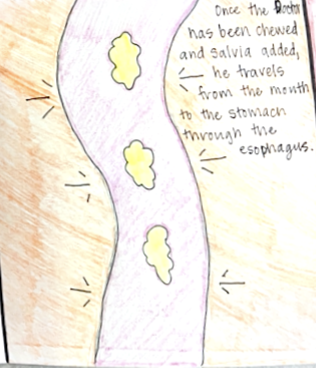 Once the Doctor
has been chewed
and salvia added,
he travels
from the mouth
to the stomach
through the
esophagus.